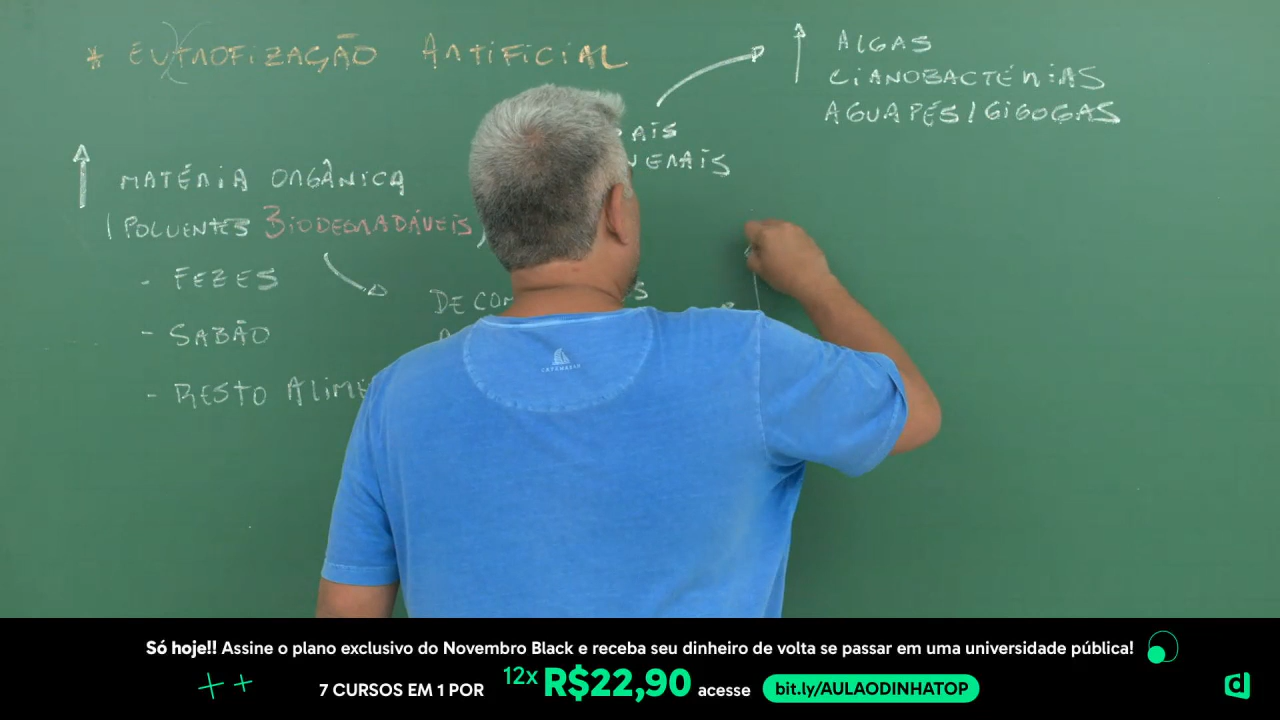 * EUTROFIZAÇÃO ARTIFICIAL
ALGAS
CIANOBACTÉRIAS
AGUAPÉS/GIGOGAS
MATÉRIA ORGÂNICA
(POLUENTES BIODEGRADÁVEIS)
- FEZES
- SABÃO
- RESTO
Só hoje!! Assine o plano exclusivo do Novembro Black e receba seu dinheiro de volta se passar em uma universidade pública!
7 CURSOS EM 1 POR 12x R$22,90 acesse bit.ly/AULAODINHATOP
d